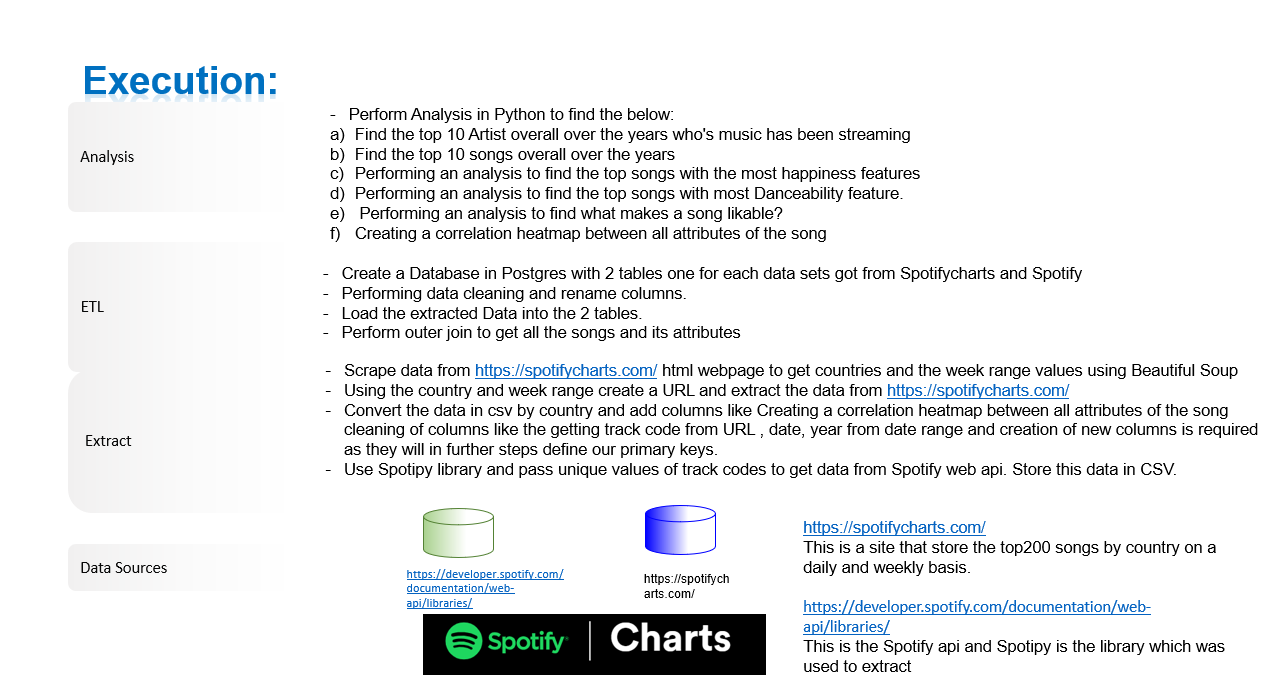 Execution:
Analysis
- Perform Analysis in Python to find the below:
a) Find the top 10 Artist overall over the years who's music has been streaming
b) Find the top 10 songs overall over the years
c) Performing an analysis to find the top songs with the most happiness features
d) Performing an analysis to find the top songs with most Danceability feature.
e) Performing an analysis to find what makes a song likable?
f) Creating a correlation heatmap between all attributes of the song
ETL
- Create a Database in Postgres with 2 tables one for each data sets got from Spotifycharts and Spotify
- Performing data cleaning and rename columns.
- Load the extracted Data into the 2 tables.
- Perform outer join to get all the songs and its attributes
Extract
- Scrape data from https://spotifycharts.com/ html webpage to get countries and the week range values using Beautiful Soup
- Using the country and week range create a URL and extract the data from https://spotifycharts.com/
- Convert the data in csv by country and add columns like Creating a correlation heatmap between all attributes of the song
cleaning of columns like the getting track code from URL , date, year from date range and creation of new columns is required
as they will in further steps define our primary keys.
- Use Spotipy library and pass unique values of track codes to get data from Spotify web api. Store this data in CSV.
Data Sources
https://developer.spotify.com/
documentation/web-
api/libraries/
https://spotifych
arts.com/
Spotify | Charts
https://spotifycharts.com/
This is a site that store the top200 songs by country on a
daily and weekly basis.
https://developer.spotify.com/documentation/web-
api/libraries/
This is the Spotify api and Spotipy is the library which was
used to extract